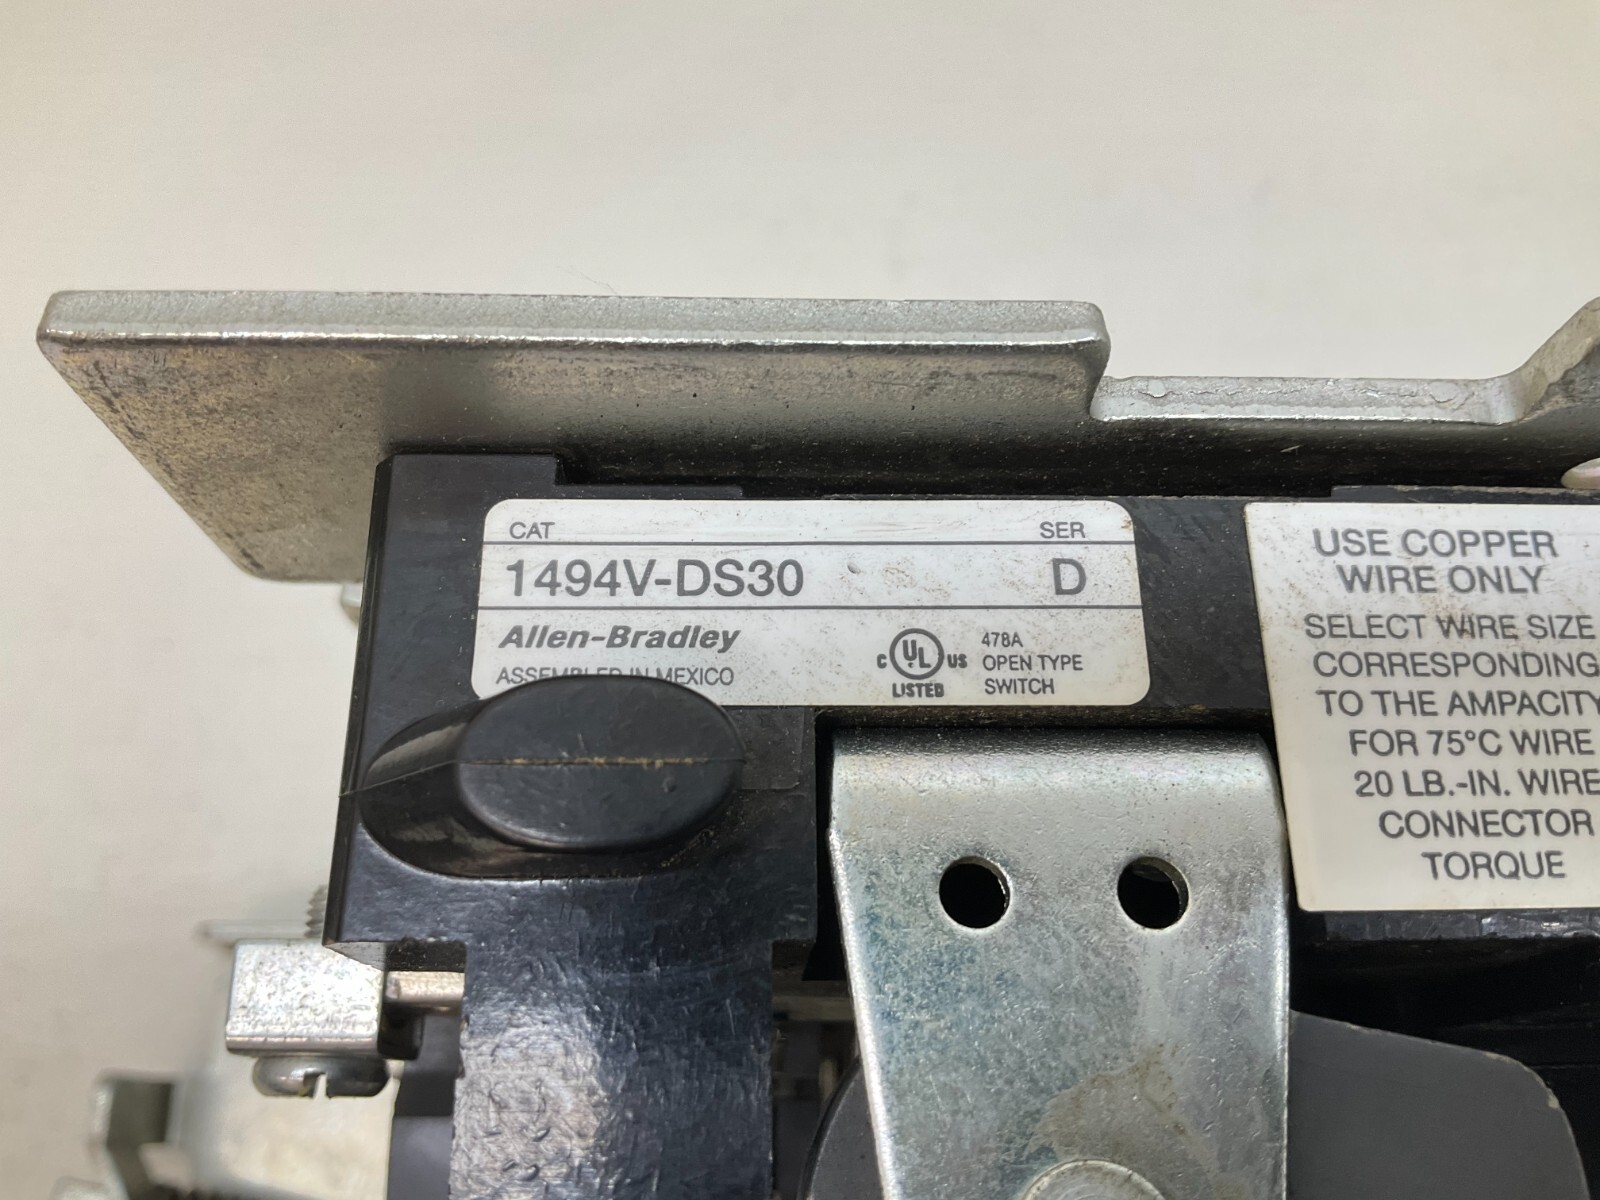 CAT SER
1494V-DS30 D
Allen-Bradley
ASSEMBLED IN MEXICO
C UL US
LISTED
478A
OPEN TYPE
SWITCH
USE COPPER
WIRE ONLY
SELECT WIRE SIZE
CORRESPONDING
TO THE AMPACITY
FOR 75°C WIRE
20 LB.-IN. WIRE
CONNECTOR
TORQUE